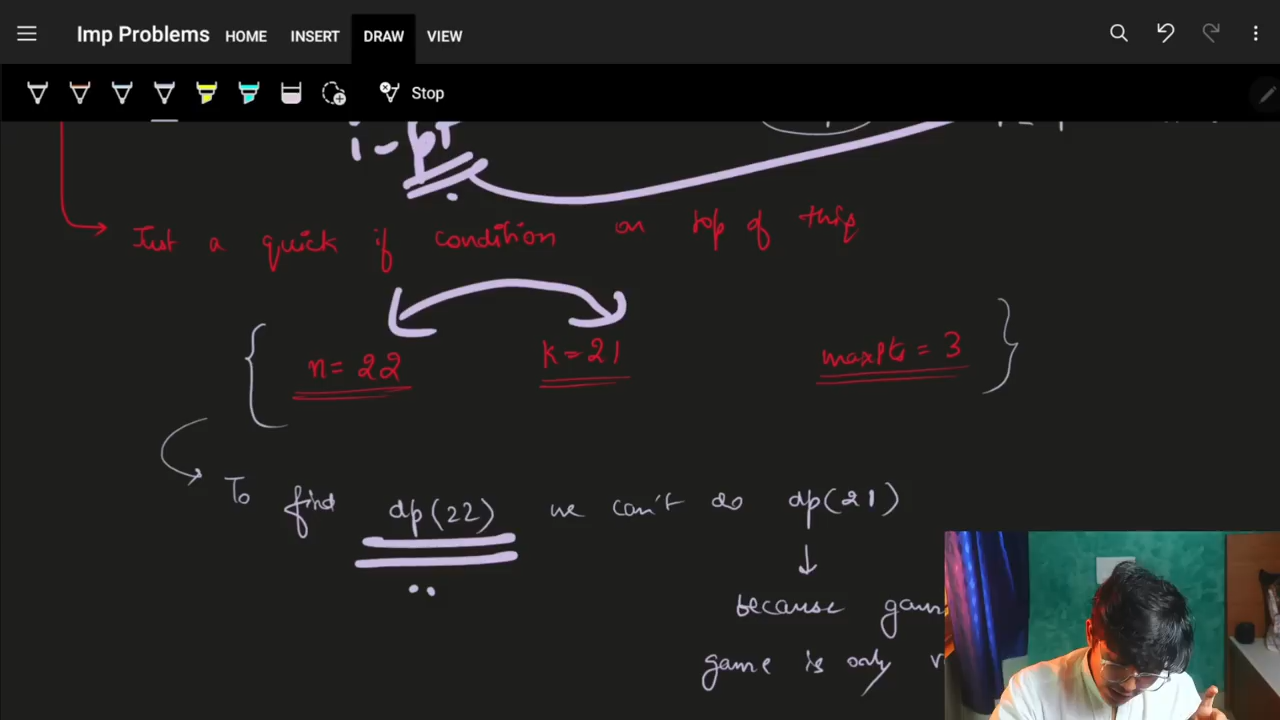 Imp Problems HOME INSERT DRAW VIEW
Stop
i - pt
Just a quick if condition on top of this
n = 22 k = 21 maxPts = 3
To find dp(22) we can't do dp(21)
because game
game is only